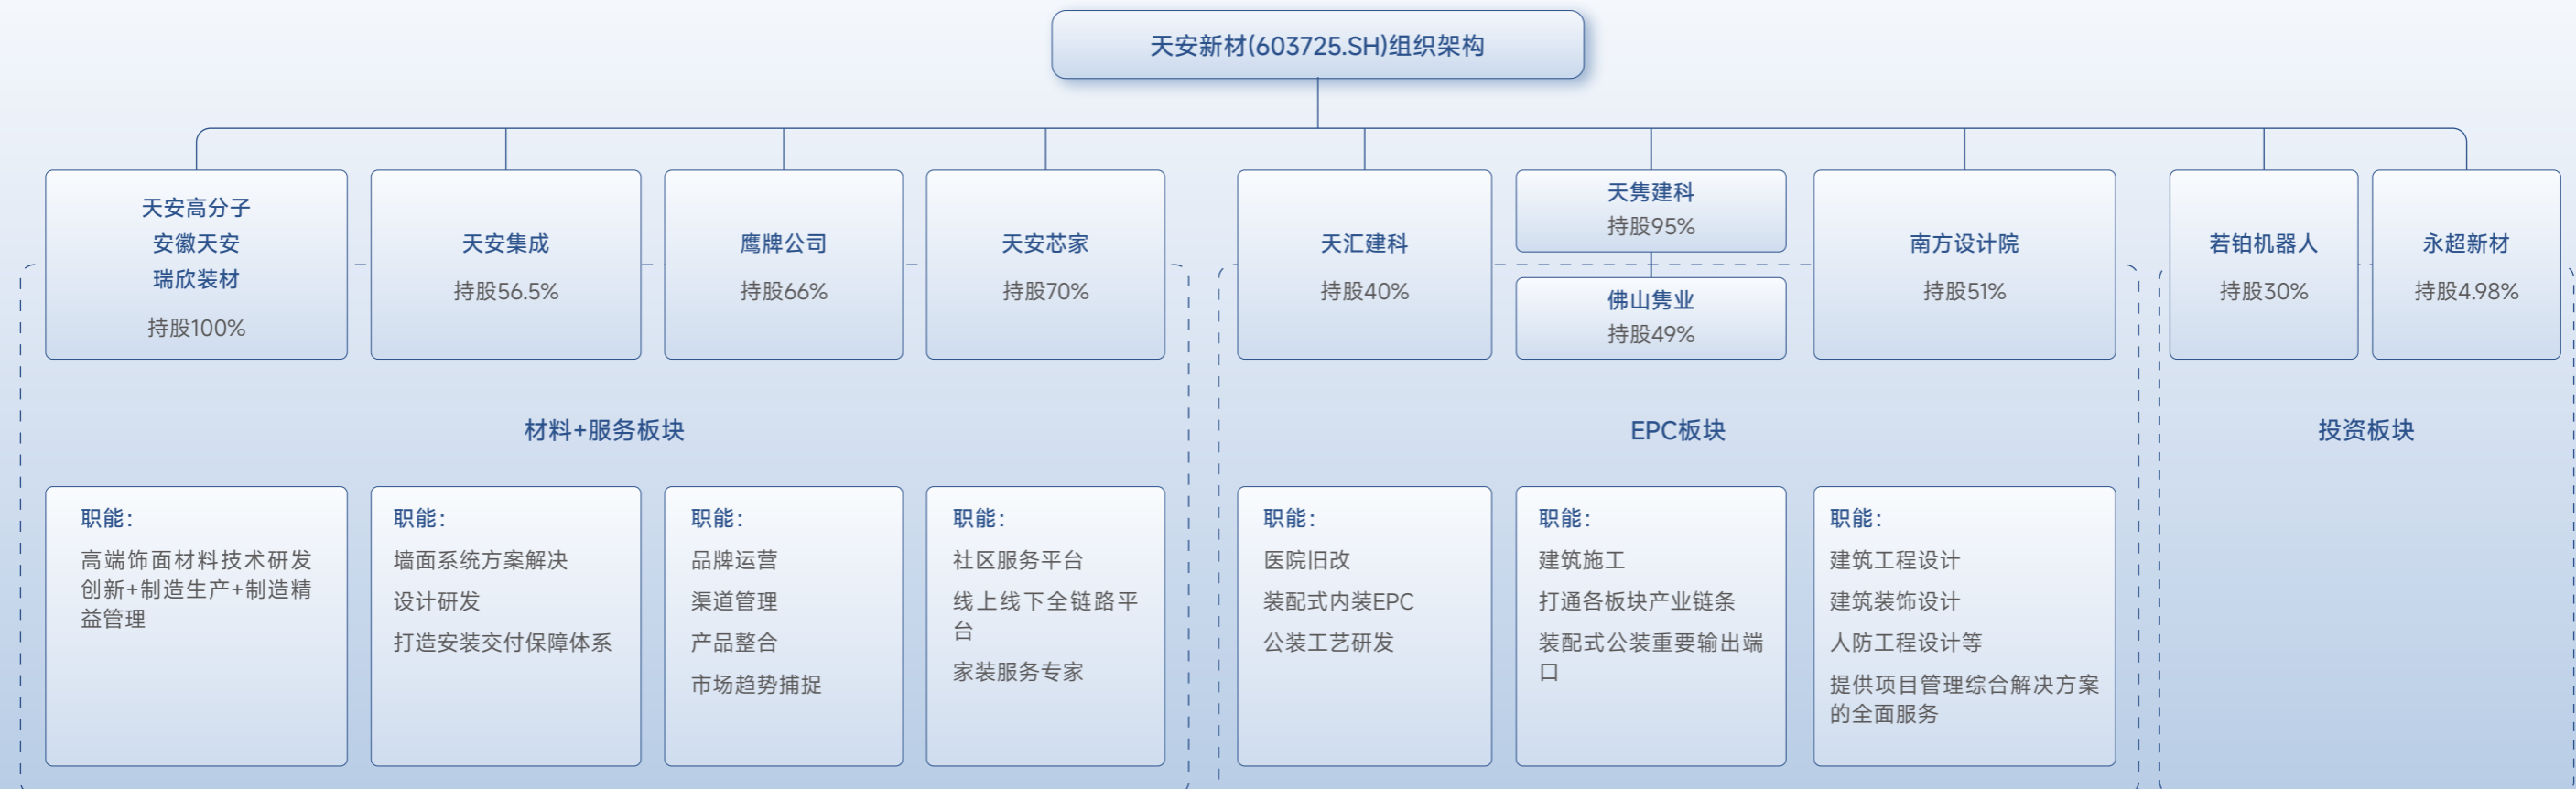 天安新材(603725.SH)组织架构
天安高分子
安徽天安
瑞欣装材
持股100%
天安集成
持股56.5%
鹰牌公司
持股66%
天安芯家
持股70%
天汇建科
持股40%
天隽建科
持股95%
佛山隽业
持股49%
南方设计院
持股51%
若铂机器人
持股30%
永超新材
持股4.98%
材料+服务板块
EPC板块
投资板块
职能：
高端饰面材料技术研发
创新+制造生产+制造精
益管理
职能：
墙面系统方案解决
设计研发
打造安装交付保障体系
职能：
品牌运营
渠道管理
产品整合
市场趋势捕捉
职能：
社区服务平台
线上线下全链路平
台
家装服务专家
职能：
医院旧改
装配式内装EPC
公装工艺研发
职能：
建筑施工
打通各板块产业链条
装配式公装重要输出端
口
职能：
建筑工程设计
建筑装饰设计
人防工程设计等
提供项目管理综合解决方案
的全面服务